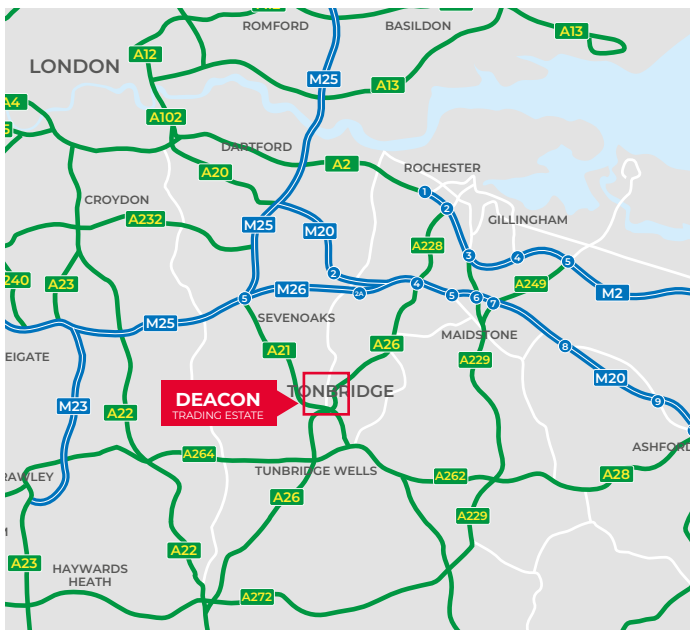 A12
ROMFORD
BASILDON
A13
A12
LONDON
M25
A13
A4
A102
DARTFORD
A2
ROCHESTER
A20
1
CROYDON
2
A232
M25
M20
GILLINGHAM
A228
3
4
5
240
A23
2
M26
4
A249
5
2A
5
6
7
M2
M25
SEVENOAKS
MAIDSTONE
A21
A26
8
EIGATE
A229
M20
DEACON
TRADING ESTATE
TONBRIDGE
M23
A22
9
ASHFORD
A264
RAWLEY
TUNBRIDGE WELLS
A262
A28
A26
A229
M
A23
A22
HAYWARDS
HEATH
A272